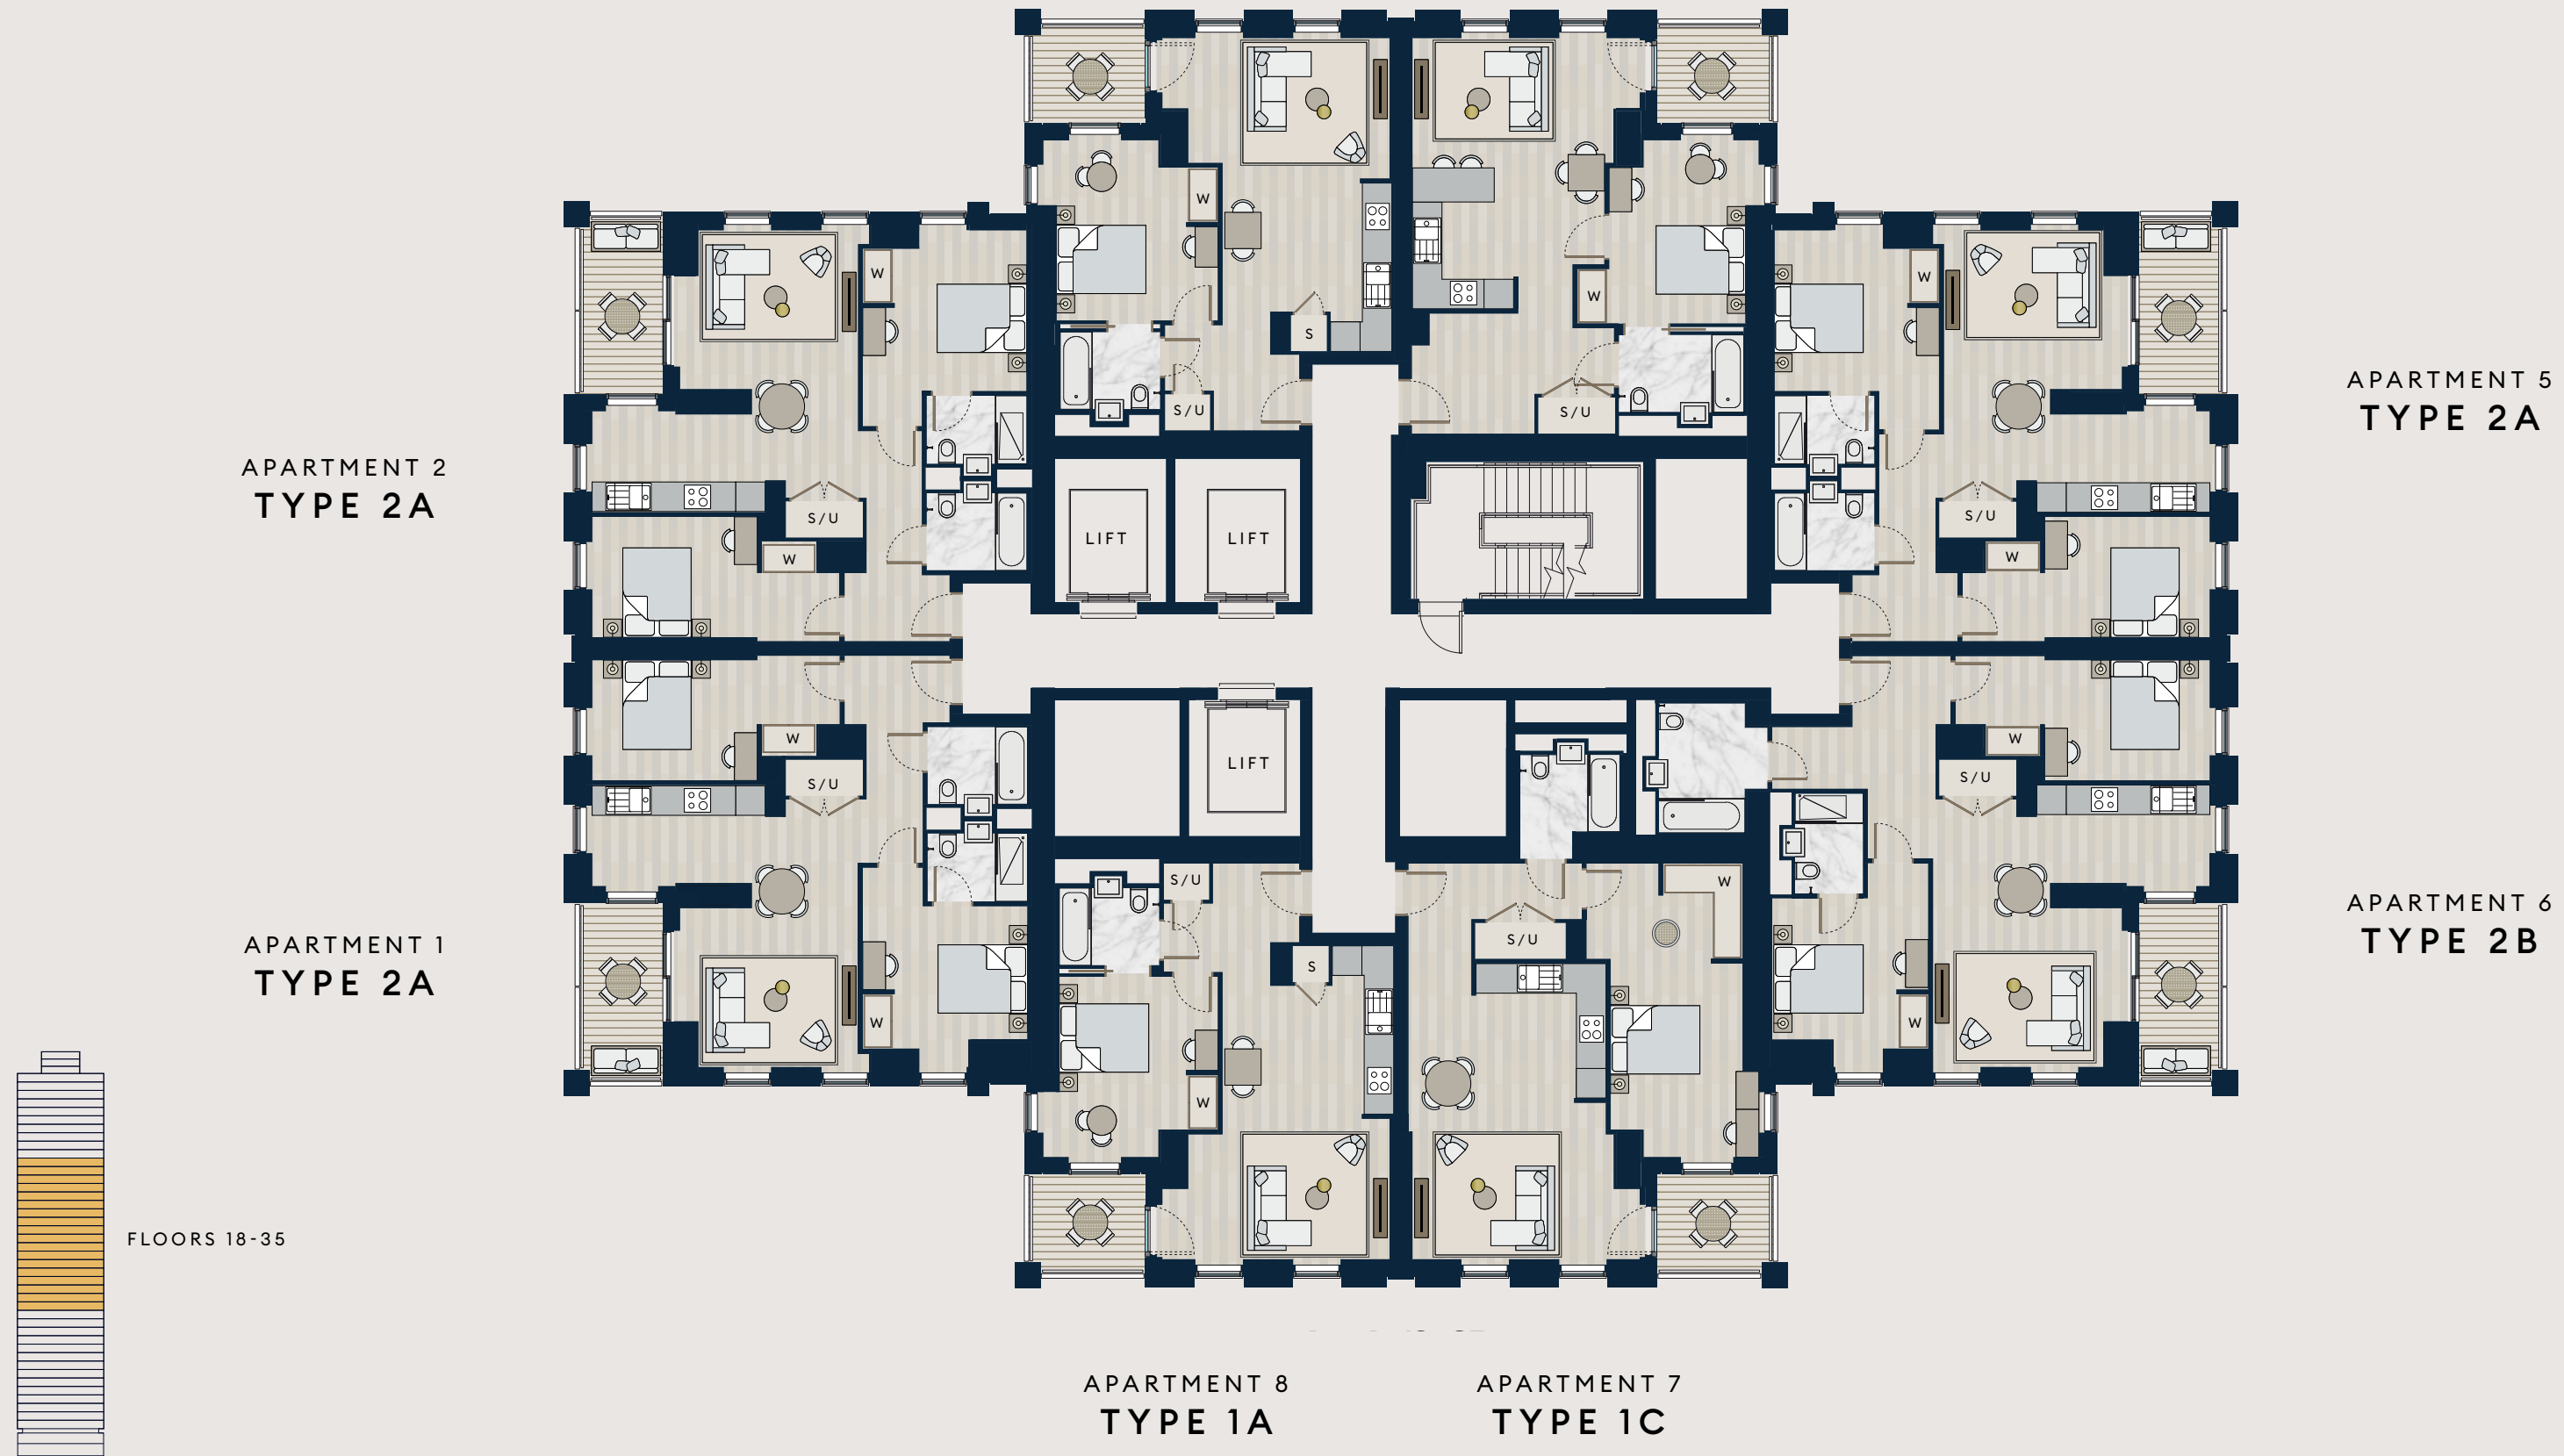 W
S
S/U
W
S/U
W
S/U
W
LIFT
LIFT
W
S/U
W
APARTMENT 2
TYPE 2A
APARTMENT 5
TYPE 2A
W
S/U
W
LIFT
S/U
S
W
W
S/U
W
S/U
W
W
APARTMENT 1
TYPE 2A
APARTMENT 6
TYPE 2B
FLOORS 18-35
APARTMENT 8
TYPE 1A
APARTMENT 7
TYPE 1C